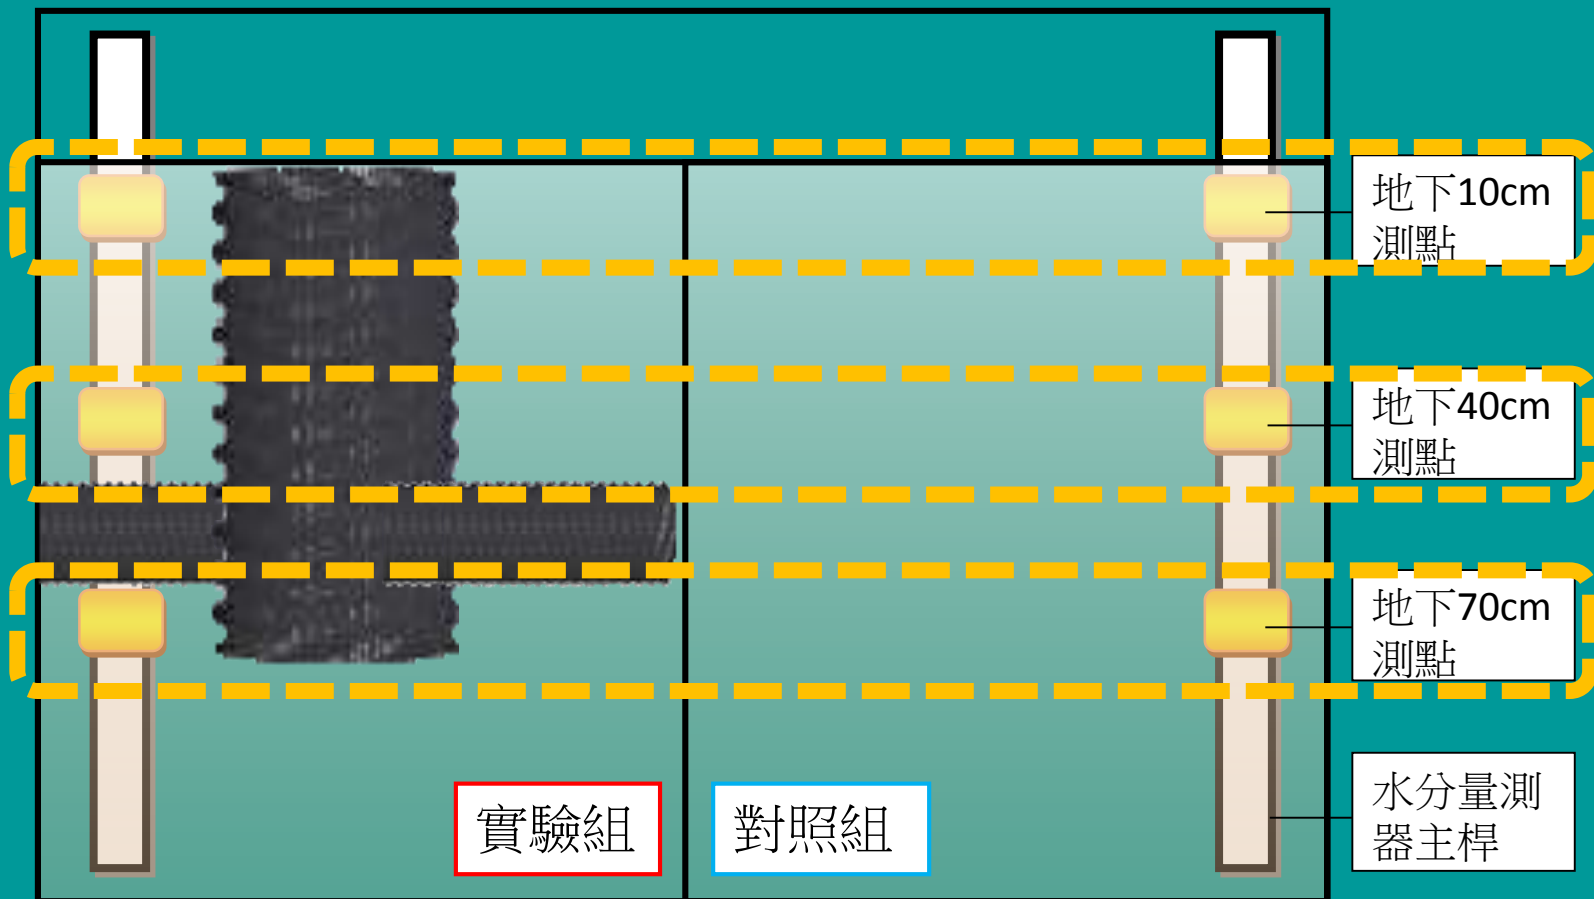 地下10cm
測點
地下40cm
測點
地下70cm
測點
實驗組
對照組
水分量測
器主桿